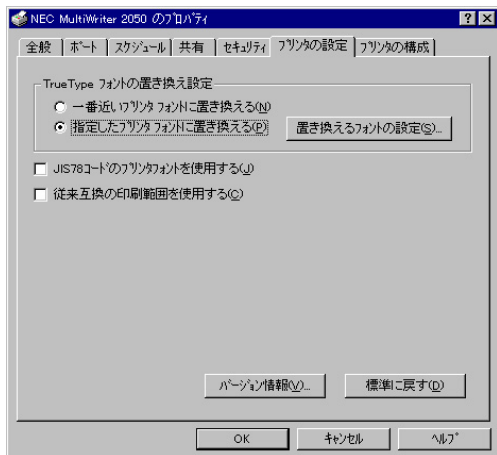 NEC MultiWriter 2050 のﾌﾟﾛﾊﾟﾃｨ
全般 ﾎﾟｰﾄ ｽｹｼﾞｭｰﾙ 共有 ｾｷｭﾘﾃｨ ﾌﾟﾘﾝﾀの設定 ﾌﾟﾘﾝﾀの構成
TrueType ﾌｫﾝﾄの置き換え設定
一番近いﾌﾟﾘﾝﾀ ﾌｫﾝﾄに置き換える(N)
指定したﾌﾟﾘﾝﾀ ﾌｫﾝﾄに置き換える(P) 置き換えるﾌｫﾝﾄの設定(S)...
JIS78ｺｰﾄﾞのﾌﾟﾘﾝﾀﾌｫﾝﾄを使用する(J)
従来互換の印刷範囲を使用する(C)
ﾊﾞｰｼﾞｮﾝ情報(V)... 標準に戻す(D)
OK ｷｬﾝｾﾙ ﾍﾙﾌﾟ